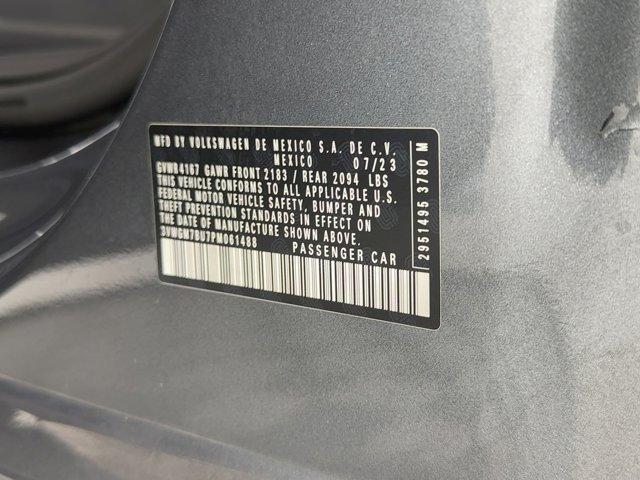 MFD BY VOLKSWAGEN DE MEXICO S.A. DE C.V.
MEXICO 07/23
GVWR4167 GAWR FRONT 2183 / REAR 2094 LBS
THIS VEHICLE CONFORMS TO ALL APPLICABLE U.S.
FEDERAL MOTOR VEHICLE SAFETY, BUMPER AND
THEFT PREVENTION STANDARDS IN EFFECT ON
THE DATE OF MANUFACTURE SHOWN ABOVE.
PASSENGER CAR
2951495 3780 M